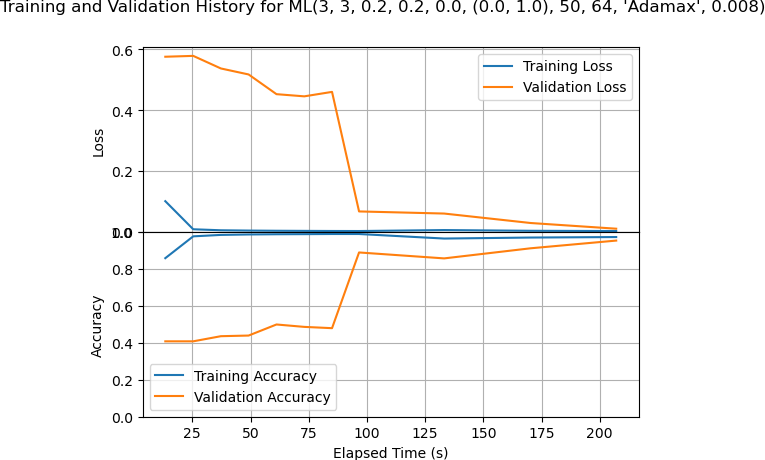 Training and Validation History for ML(3, 3, 0.2, 0.2, 0.0, (0.0, 1.0), 50, 64, 'Adamax', 0.008)
0.6
0.4
0.2
Loss
Training Loss
Validation Loss
1.0
0.8
0.6
0.4
0.2
0.0
Accuracy
Training Accuracy
Validation Accuracy
25 50 75 100 125 150 175 200
Elapsed Time (s)